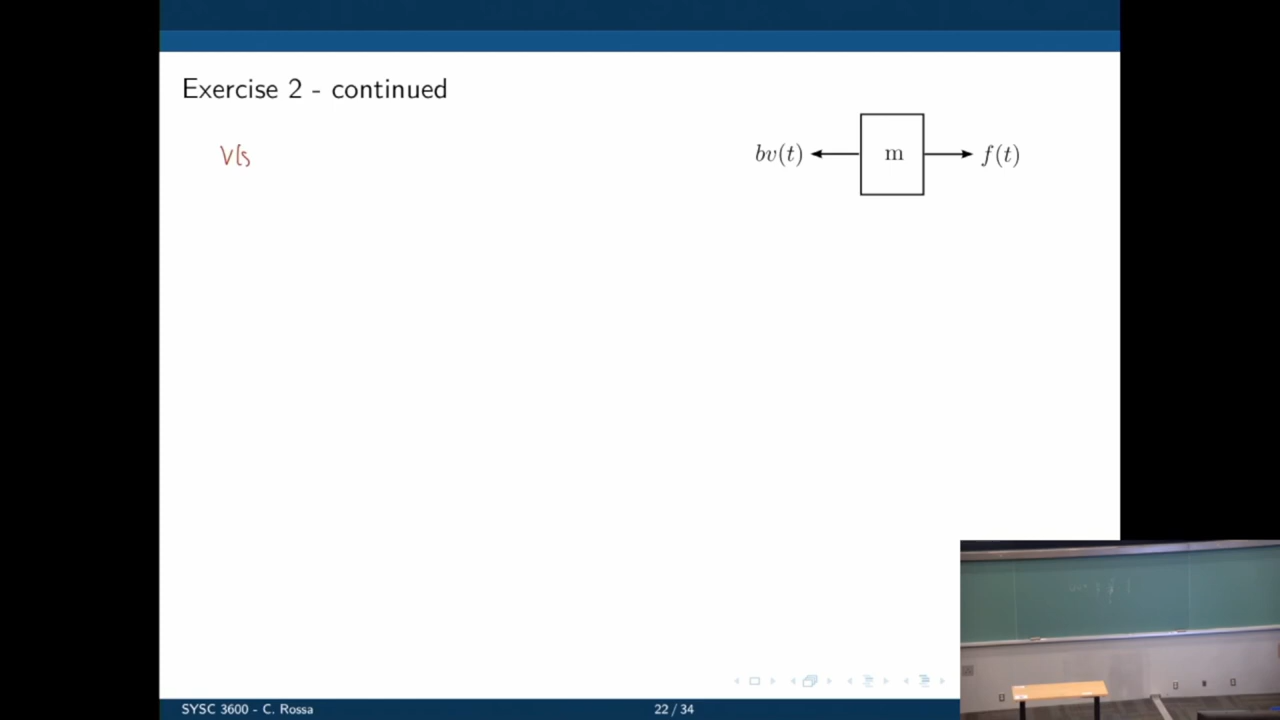 Exercise 2 - continued
V(s
bv(t)
m
f(t)
SYSC 3600 - C. Rossa
22 / 34